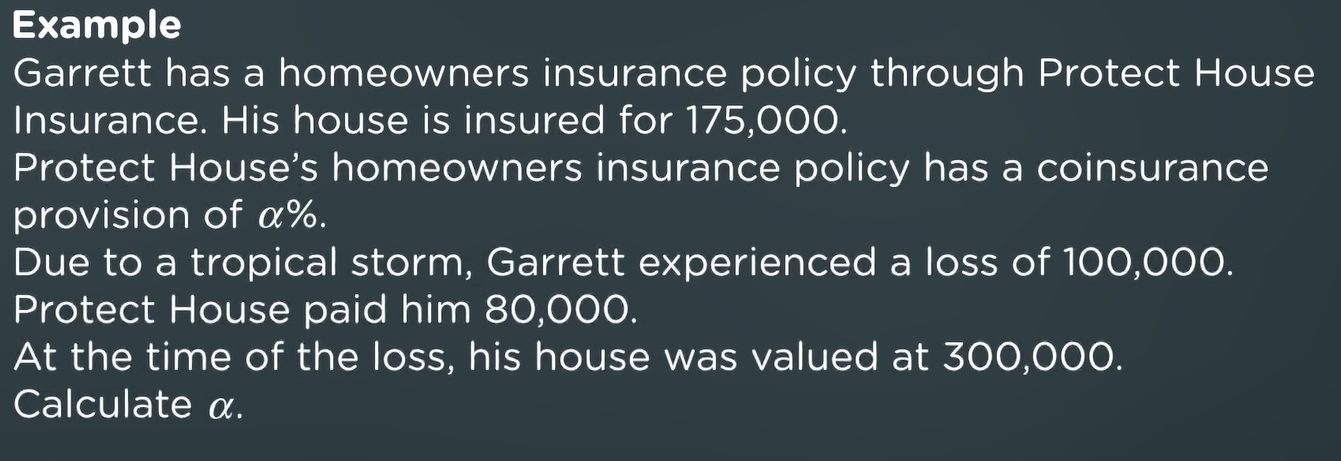 Example
Garrett has a homeowners insurance policy through Protect House
Insurance. His house is insured for 175,000.
Protect House’s homeowners insurance policy has a coinsurance
provision of α%.
Due to a tropical storm, Garrett experienced a loss of 100,000.
Protect House paid him 80,000.
At the time of the loss, his house was valued at 300,000.
Calculate α.